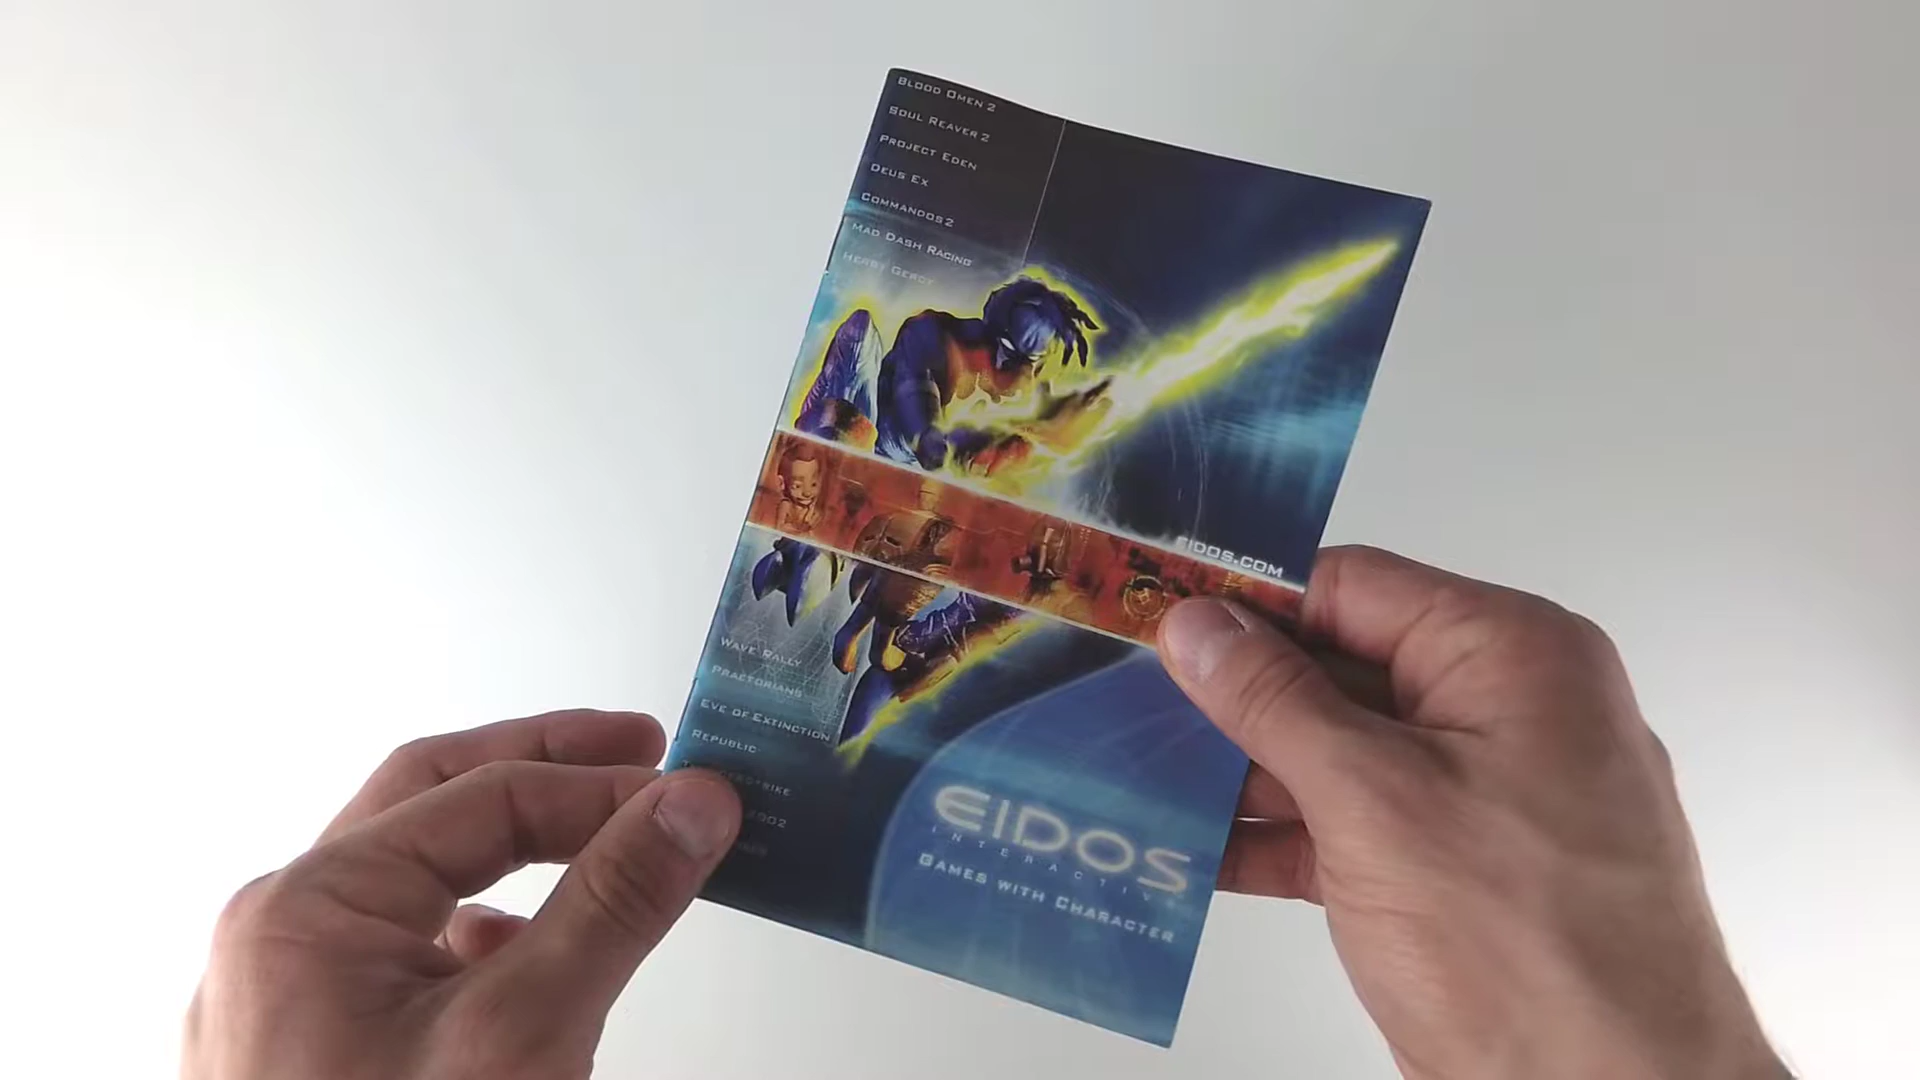 BLOOD OMEN 2
SOUL REAVER 2
PROJECT EDEN
DEUS EX
COMMANDOS 2
MAD DASH RACING
HERDY GERDY
EIDOS.COM
WAVE RALLY
PRAETORIANS
EVE OF EXTINCTION
REPUBLIC
2002
EIDOS
INTERACTIVE
GAMES WITH CHARACTER